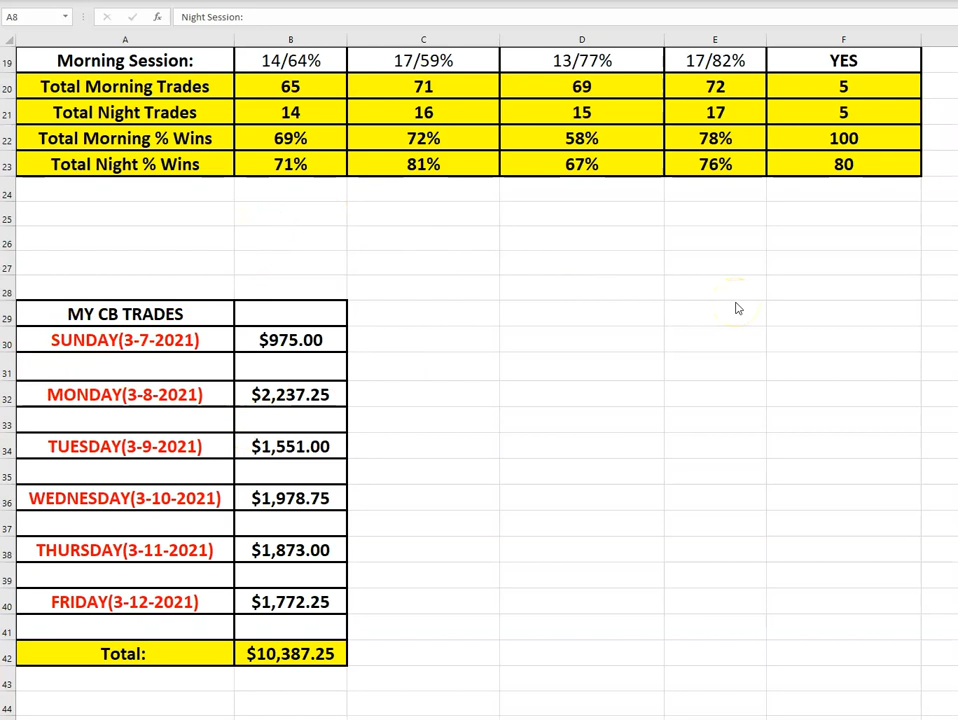 A8 fx Night Session:
A B C D E F
19 Morning Session: 14/64% 17/59% 13/77% 17/82% YES
20 Total Morning Trades 65 71 69 72 5
21 Total Night Trades 14 16 15 17 5
22 Total Morning % Wins 69% 72% 58% 78% 100
23 Total Night % Wins 71% 81% 67% 76% 80
24
25
26
27
28
29 MY CB TRADES
30 SUNDAY(3-7-2021) $975.00
31
32 MONDAY(3-8-2021) $2,237.25
33
34 TUESDAY(3-9-2021) $1,551.00
35
36 WEDNESDAY(3-10-2021) $1,978.75
37
38 THURSDAY(3-11-2021) $1,873.00
39
40 FRIDAY(3-12-2021) $1,772.25
41
42 Total: $10,387.25
43
44